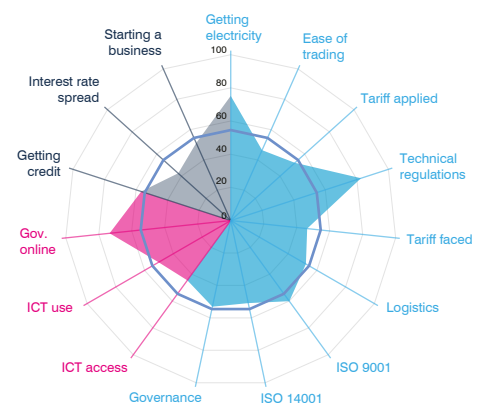 Getting
electricity
Ease of
trading
Tariff applied
Technical
regulations
Tariff faced
Logistics
ISO 9001
ISO 14001
Governance
ICT access
ICT use
Gov.
online
Getting
credit
Interest rate
spread
Starting a
business
100
80
60
40
20
0